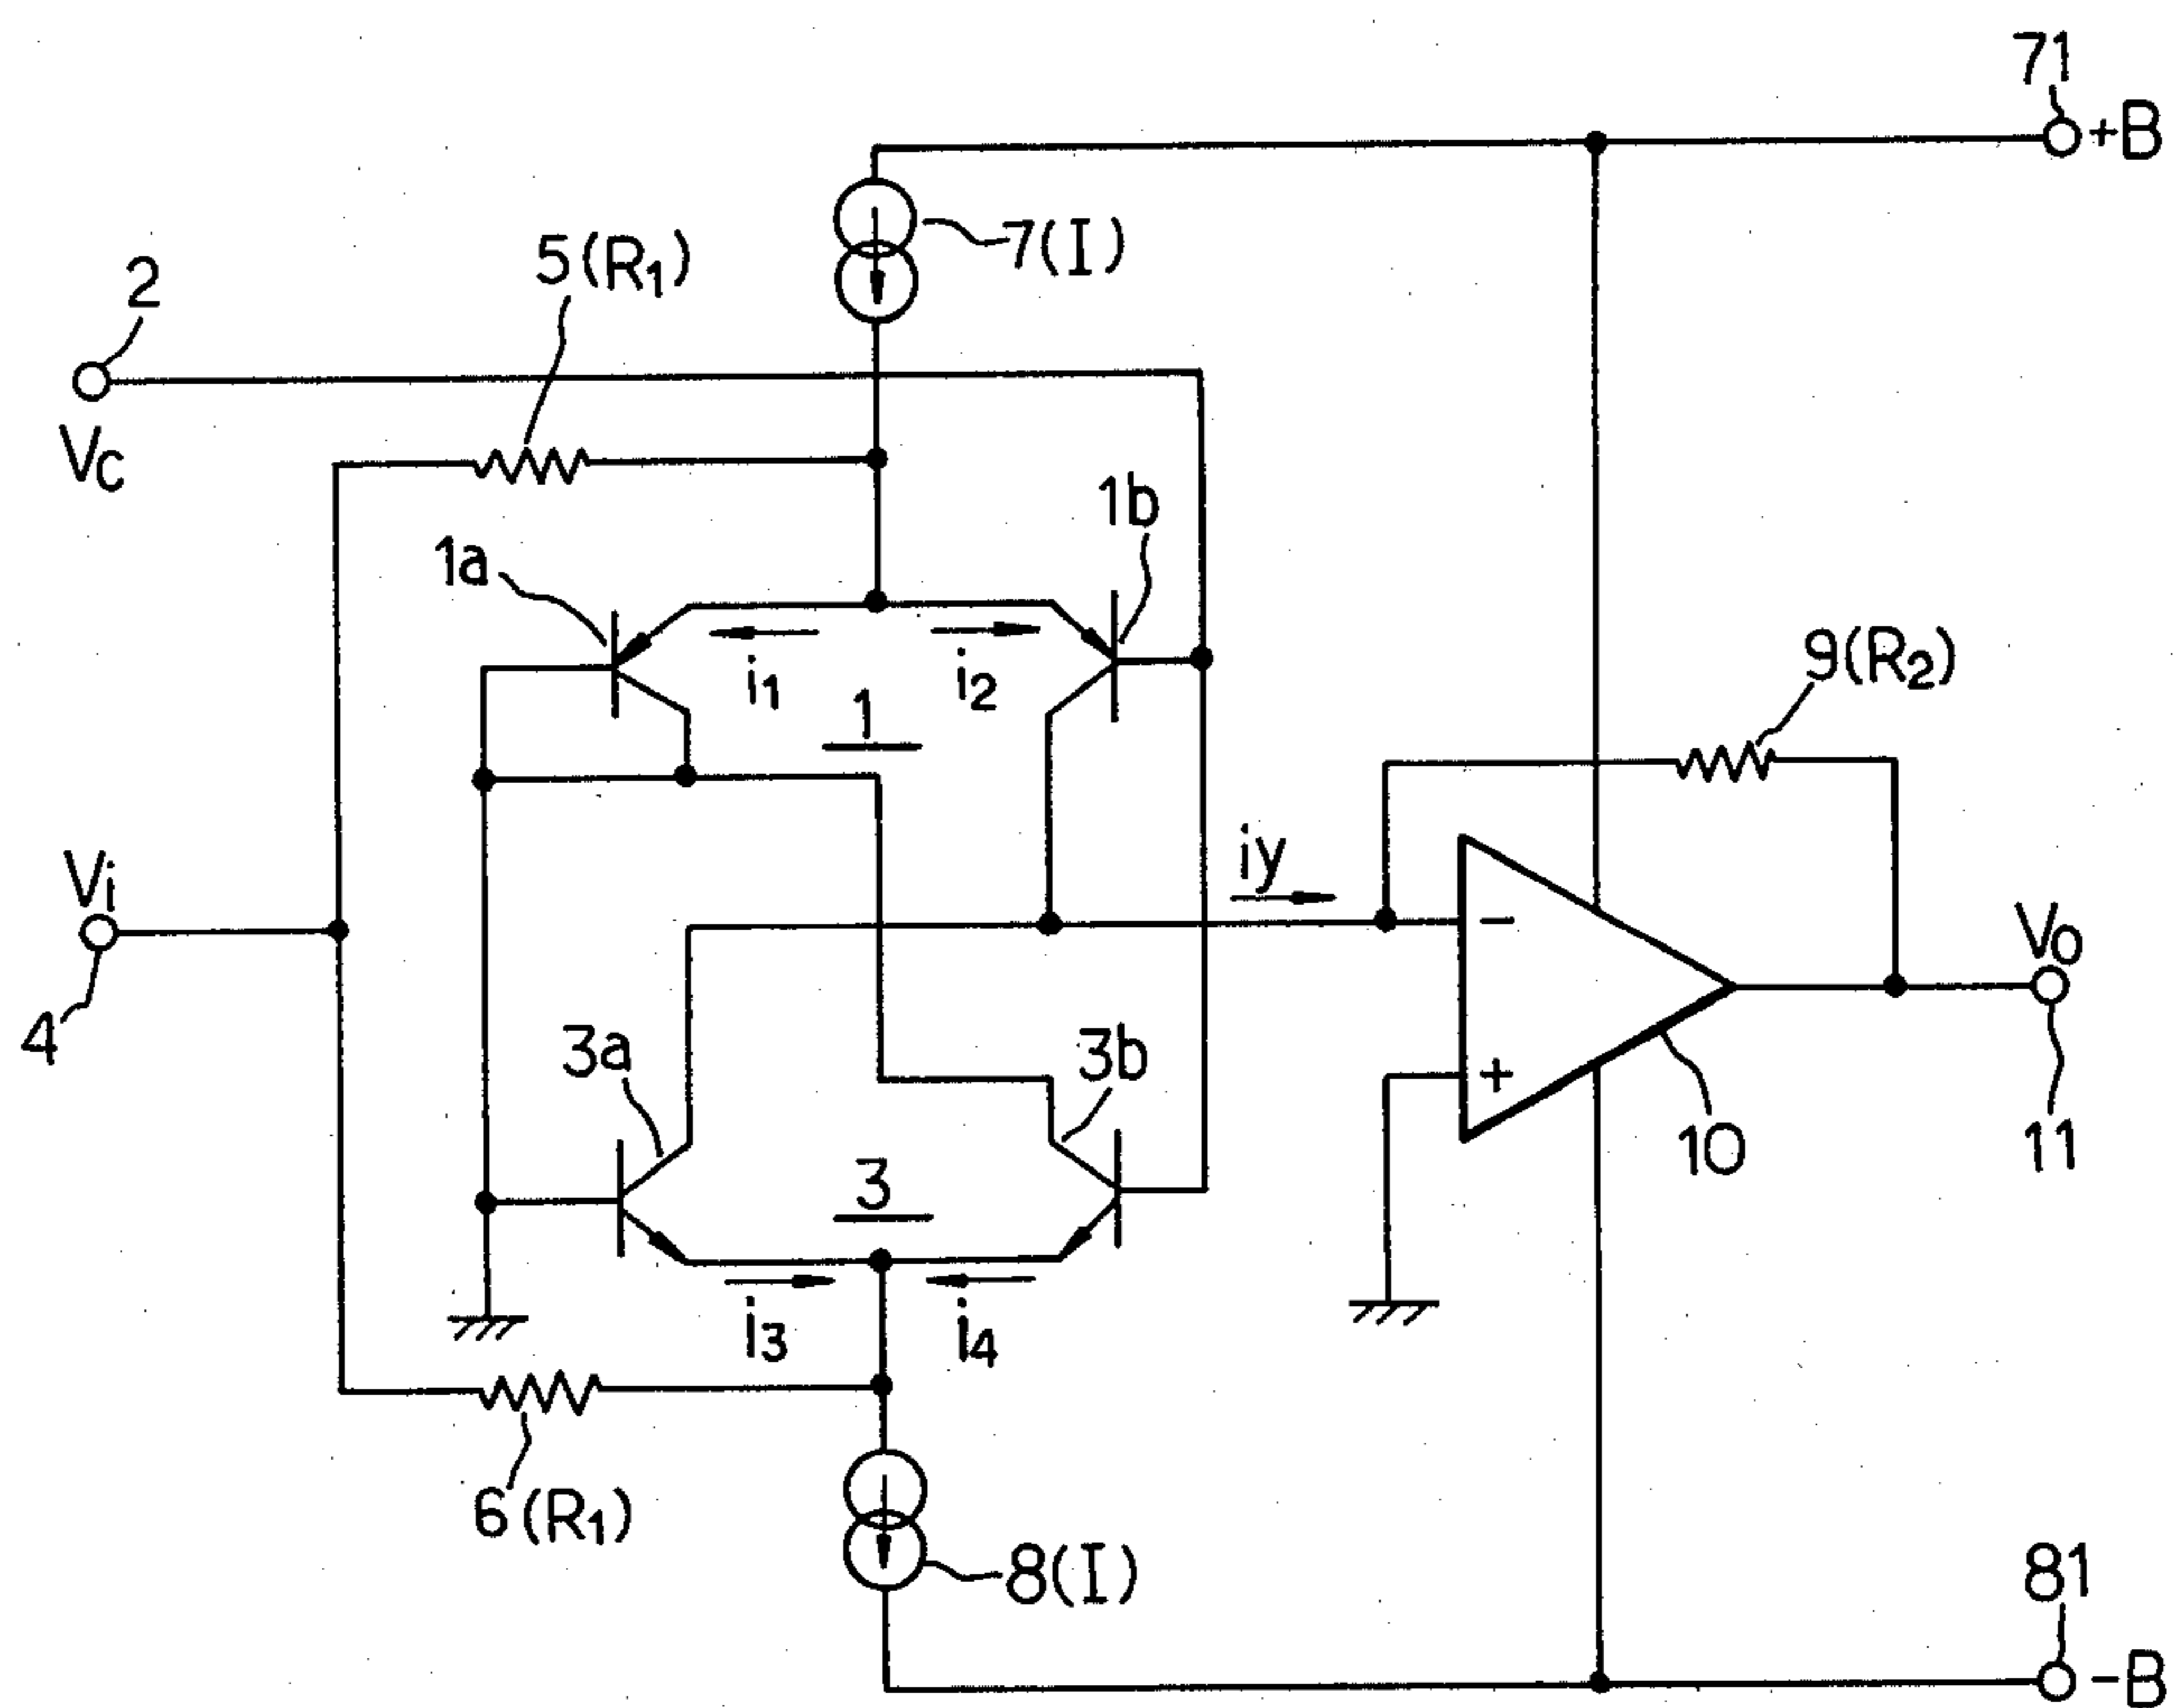 71
+B
7(I)
5(R1)
2
Vc
1b
1a
i1
i2
1
9(R2)
iy
Vi
4
−
+
Vo
3a
3b
10
11
3
i3
i4
6(R1)
8(I)
81
−B